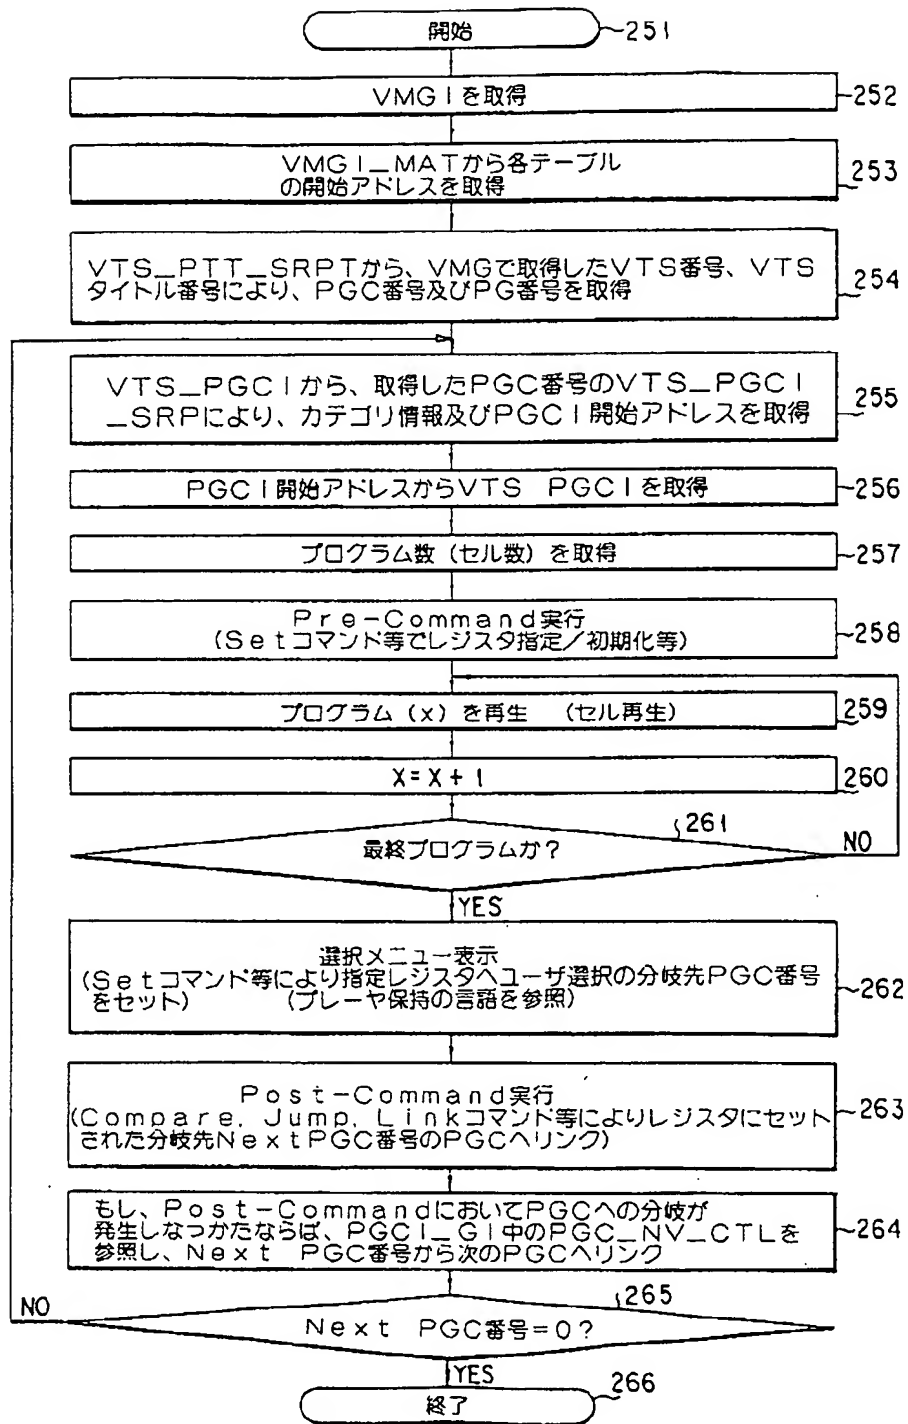 開始
251
VMGIを取得
252
VMGI_MATから各テーブル
の開始アドレスを取得
253
VTS_PTT_SRPTから、VMGで取得したVTS番号、VTS
タイトル番号により、PGC番号及びPG番号を取得
254
VTS_PGCIから、取得したPGC番号のVTS_PGCI
_SRPにより、カテゴリ情報及びPGCI開始アドレスを取得
255
PGCI開始アドレスからVTS PGCIを取得
256
プログラム数(セル数)を取得
257
Pre-Command実行
(Setコマンド等でレジスタ指定/初期化等)
258
プログラム(x)を再生 (セル再生)
259
X=X+1
260
261
最終プログラムか?
NO
YES
選択メニュー表示
(Setコマンド等により指定レジスタへユーザ選択の分岐先PGC番号
をセット) (プレーヤ保持の言語を参照)
262
Post-Command実行
(Compare, Jump, Linkコマンド等によりレジスタにセット
された分岐先NextPGC番号のPGCへリンク)
263
もし、Post-CommandにおいてPGCへの分岐が
発生しなつかたならば、PGCI_GI中のPGC_NV_CTLを
参照し、Next PGC番号から次のPGCへリンク
264
265
NO
Next PGC番号=0?
YES
終了
266